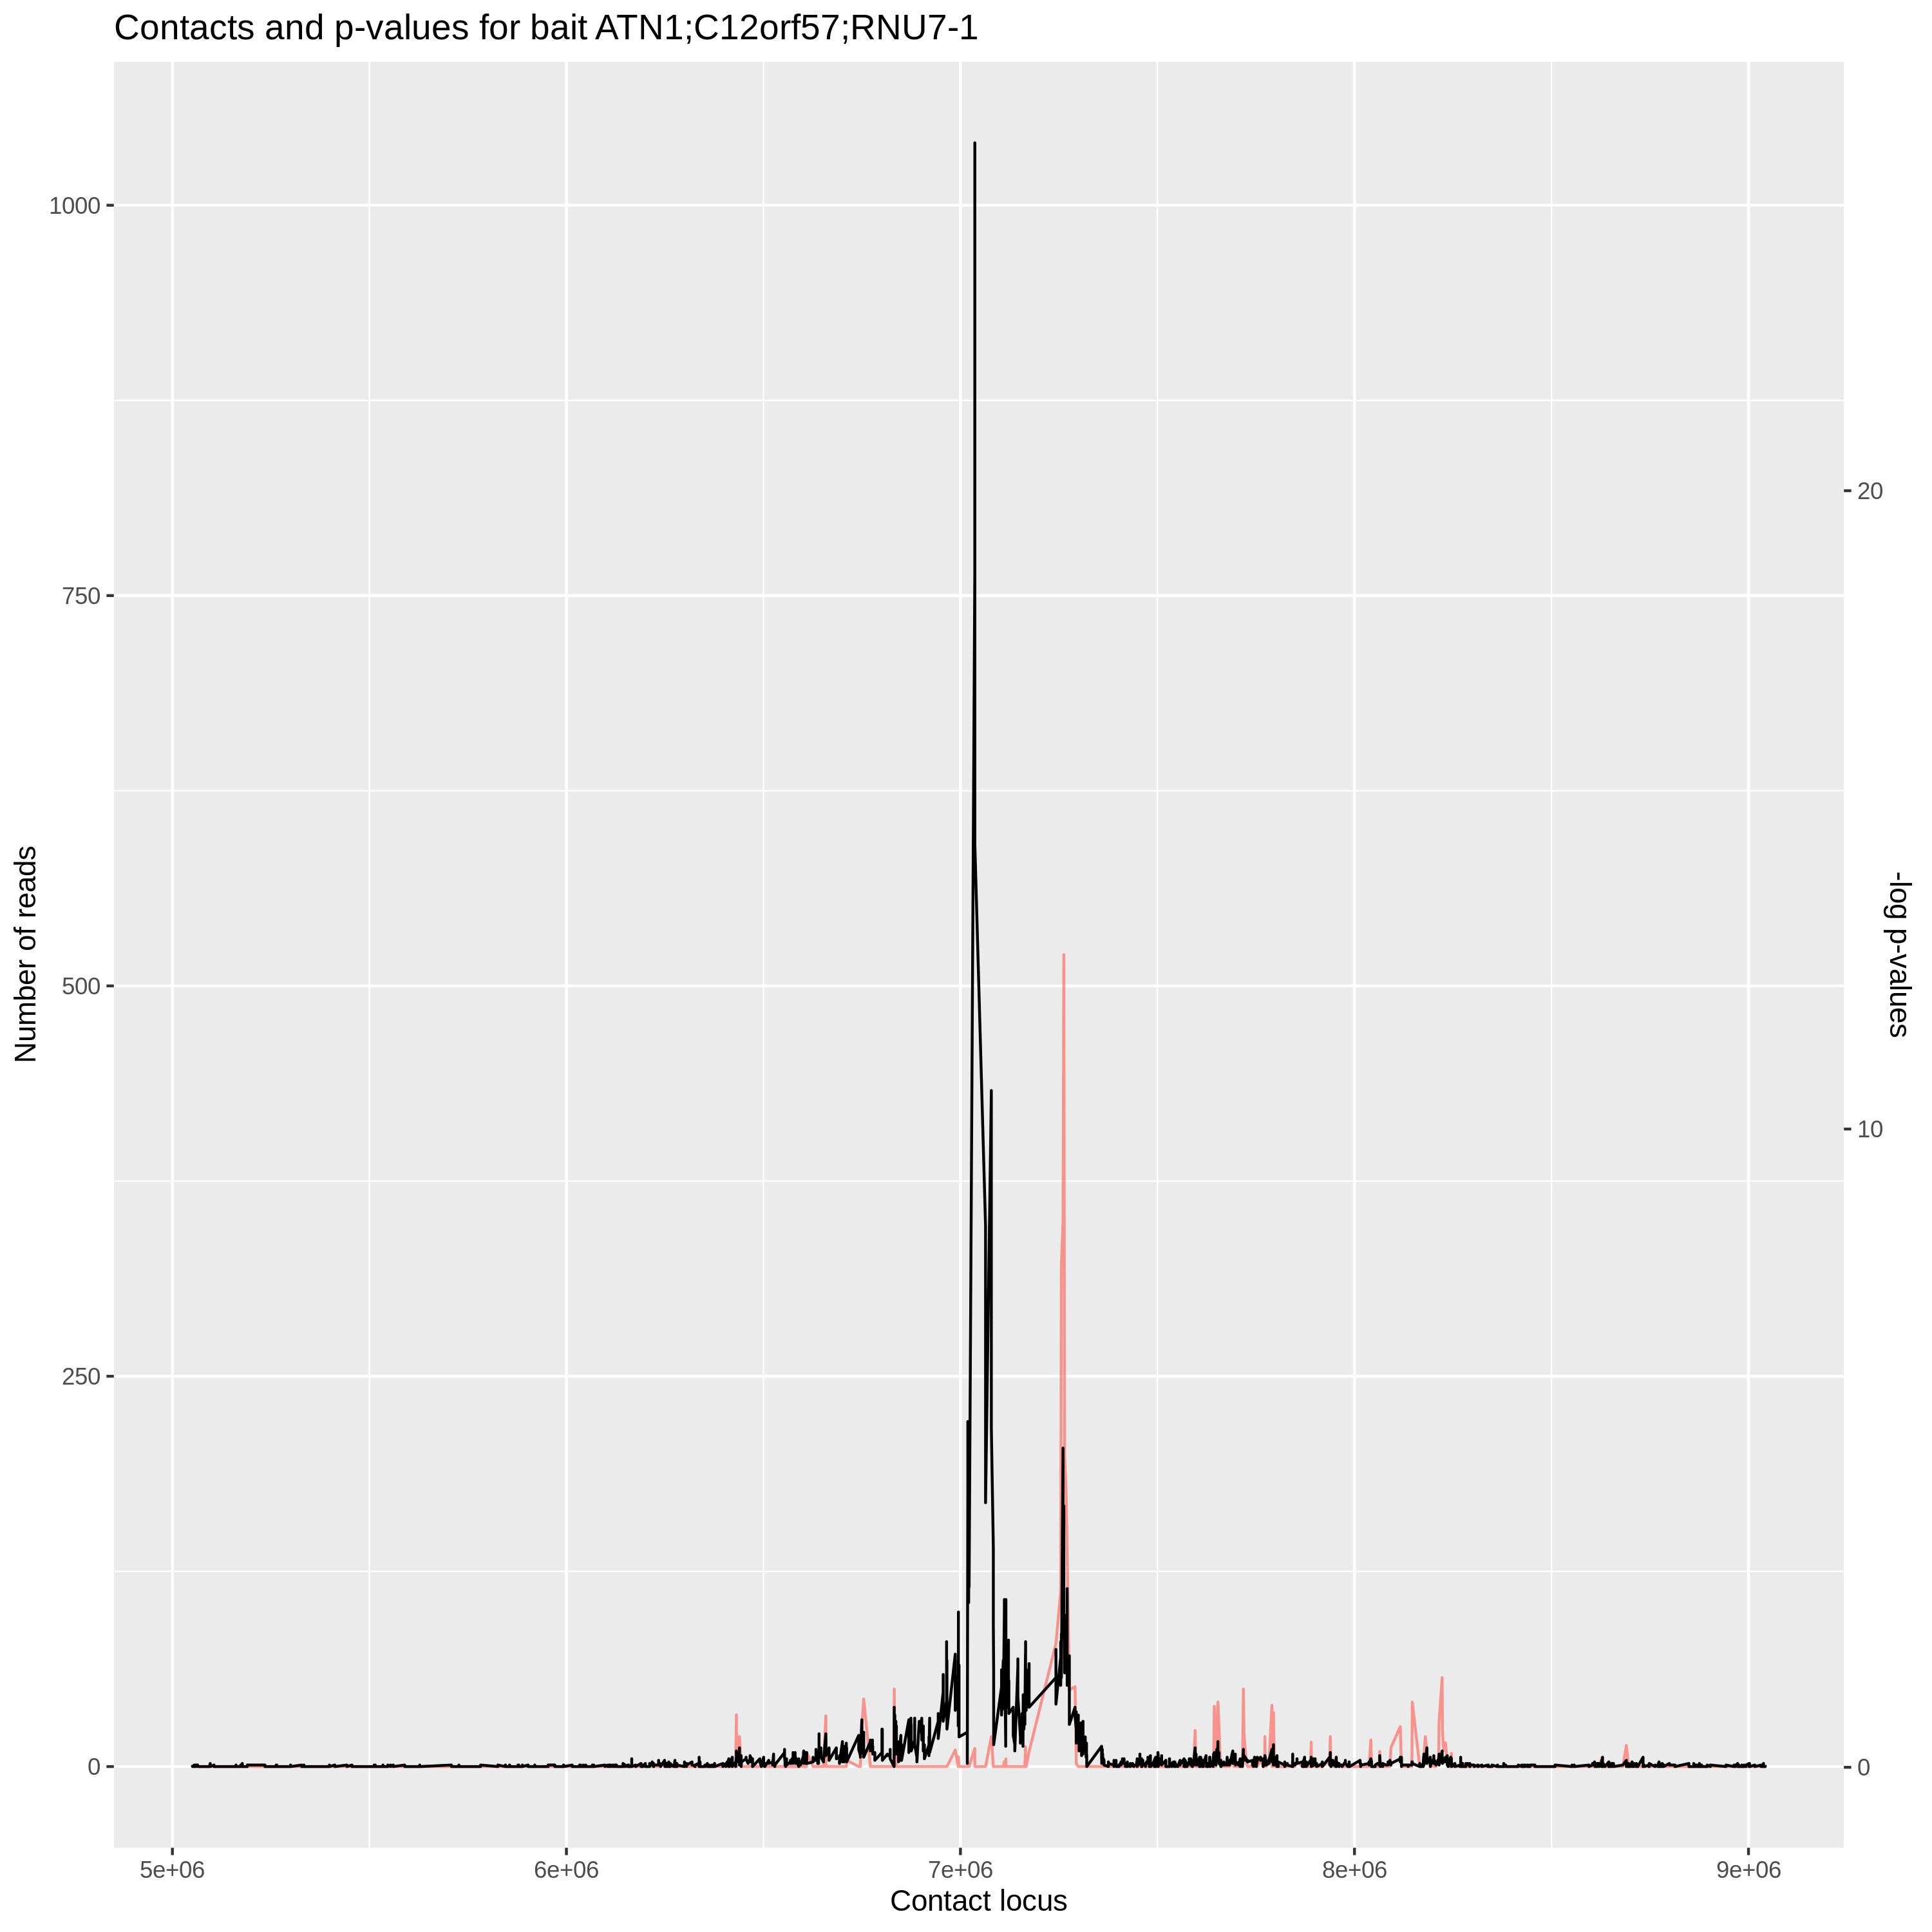 Contacts and p-values for bait ATN1;C12orf57;RNU7-1
1000
750
500
250
0
Number of reads
20
10
0
-log p-values
5e+06
6e+06
7e+06
8e+06
9e+06
Contact locus